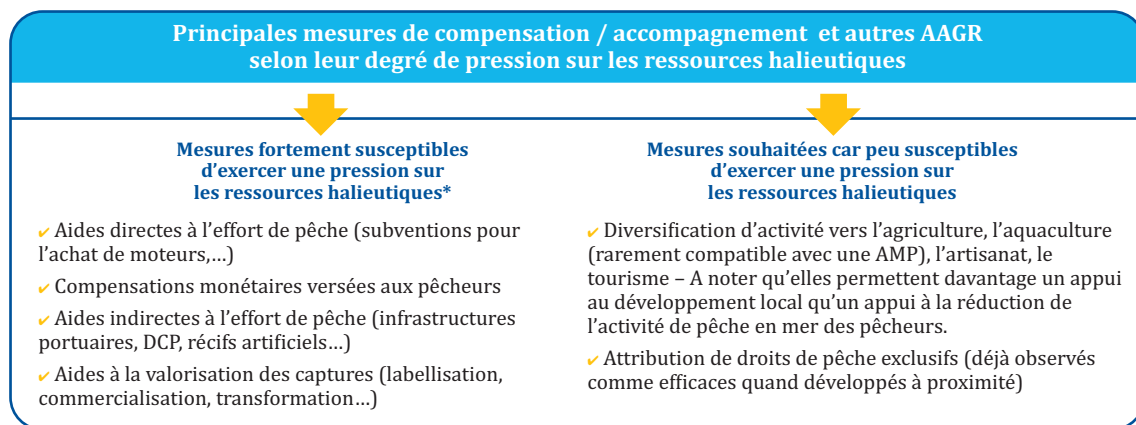 Principales mesures de compensation / accompagnement et autres AAGR
selon leur degré de pression sur les ressources halieutiques
Mesures fortement susceptibles
d’exercer une pression sur
les ressources halieutiques*
✔ Aides directes à l’effort de pêche (subventions pour
l’achat de moteurs,…)
✔ Compensations monétaires versées aux pêcheurs
✔ Aides indirectes à l’effort de pêche (infrastructures
portuaires, DCP, récifs artificiels…)
✔ Aides à la valorisation des captures (labellisation,
commercialisation, transformation…)
Mesures souhaitées car peu susceptibles
d’exercer une pression sur
les ressources halieutiques
✔ Diversification d’activité vers l’agriculture, l’aquaculture
(rarement compatible avec une AMP), l’artisanat, le
tourisme – A noter qu’elles permettent davantage un appui
au développement local qu’un appui à la réduction de
l’activité de pêche en mer des pêcheurs.
✔ Attribution de droits de pêche exclusifs (déjà observés
comme efficaces quand développés à proximité)